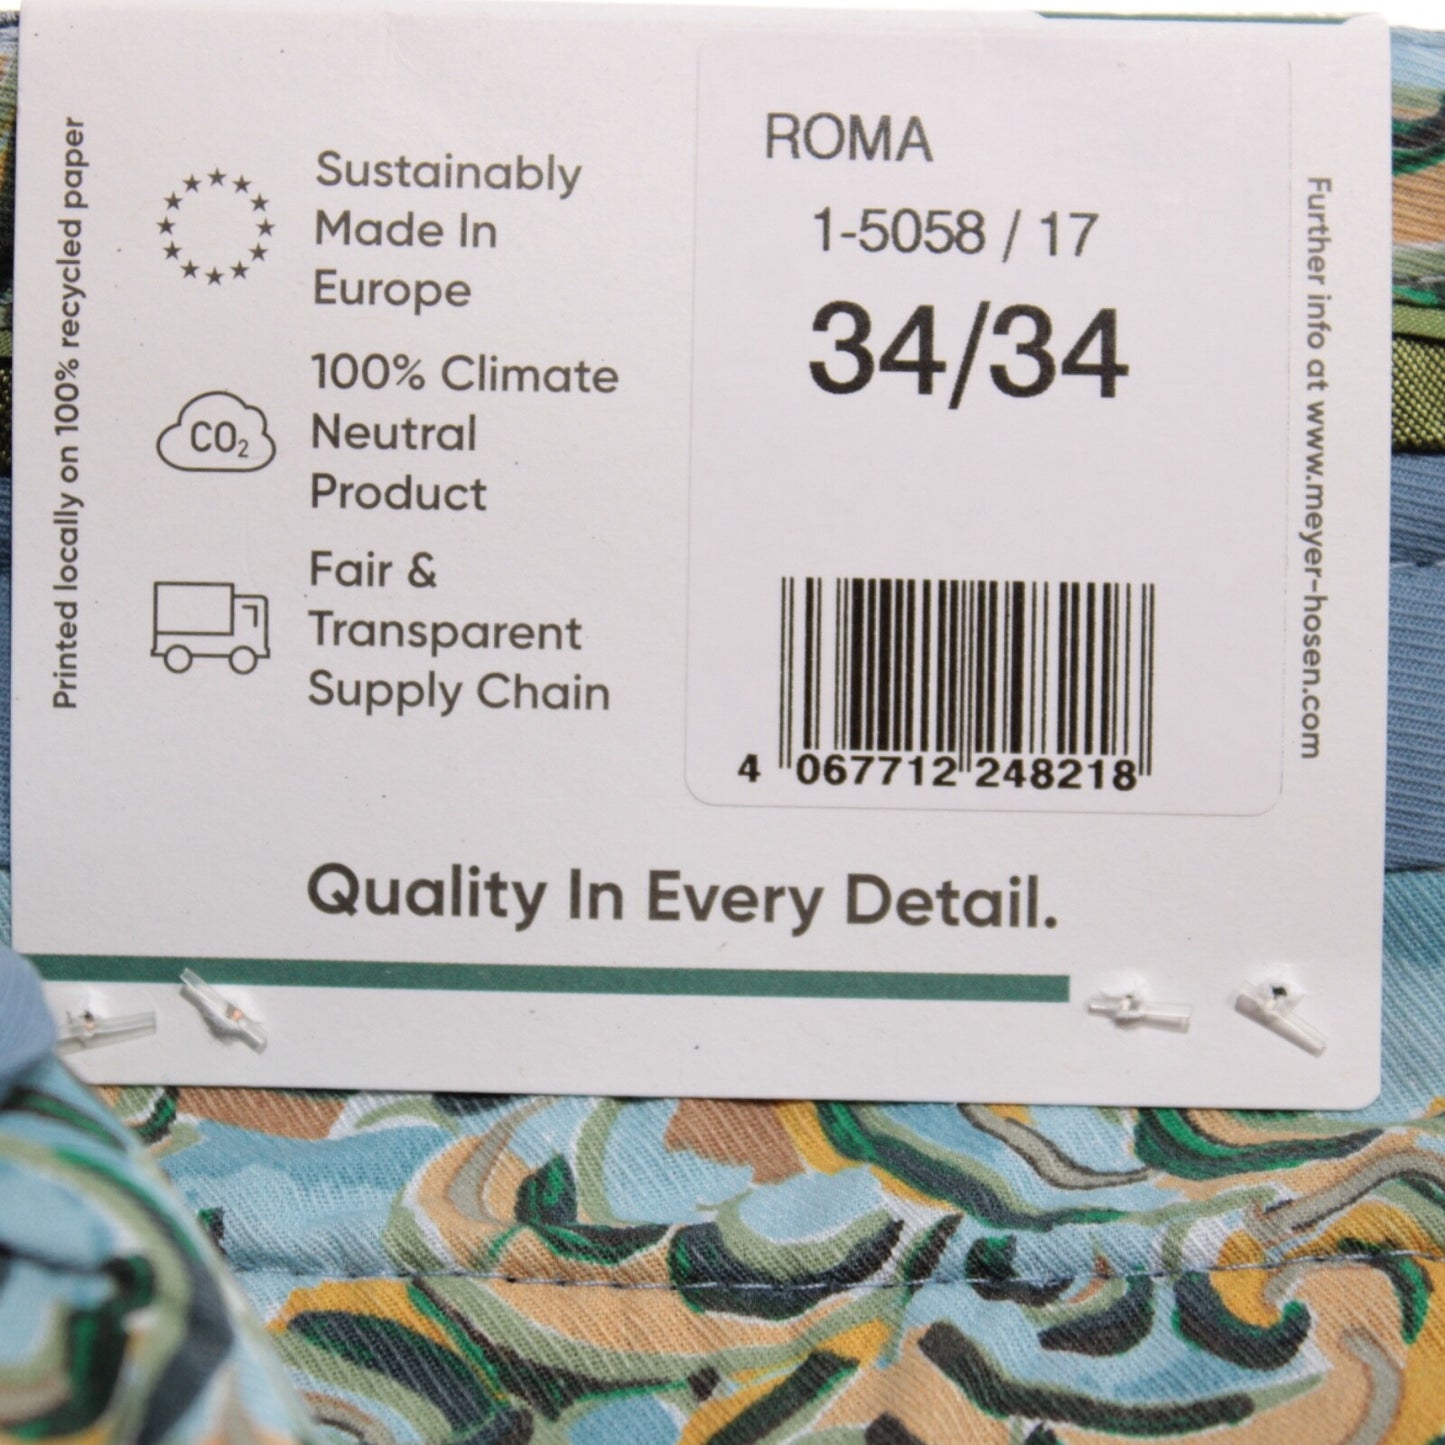 Printed locally on 100% recycled paper
Sustainably
Made In
Europe
CO₂
100% Climate
Neutral
Product
Fair &
Transparent
Supply Chain
ROMA
1-5058 / 17
34/34
4 067712 248218
Further info at www.meyer-hosen.com
Quality In Every Detail.